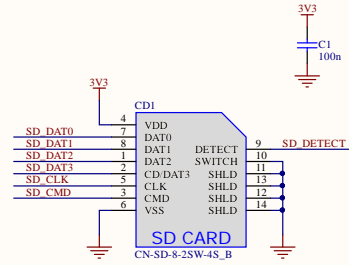 3V3
C1
100n
3V3
CD1
4 VDD
SD_DAT0 7 DAT0
SD_DAT1 8 DAT1 DETECT 9 SD_DETECT
SD_DAT2 1 DAT2 SWITCH 10
SD_DAT3 2 CD/DAT3 SHLD 11
SD_CLK 5 CLK SHLD 13
SD_CMD 3 CMD SHLD 12
6 VSS SHLD 14
SD CARD
CN-SD-8-2SW-4S_B